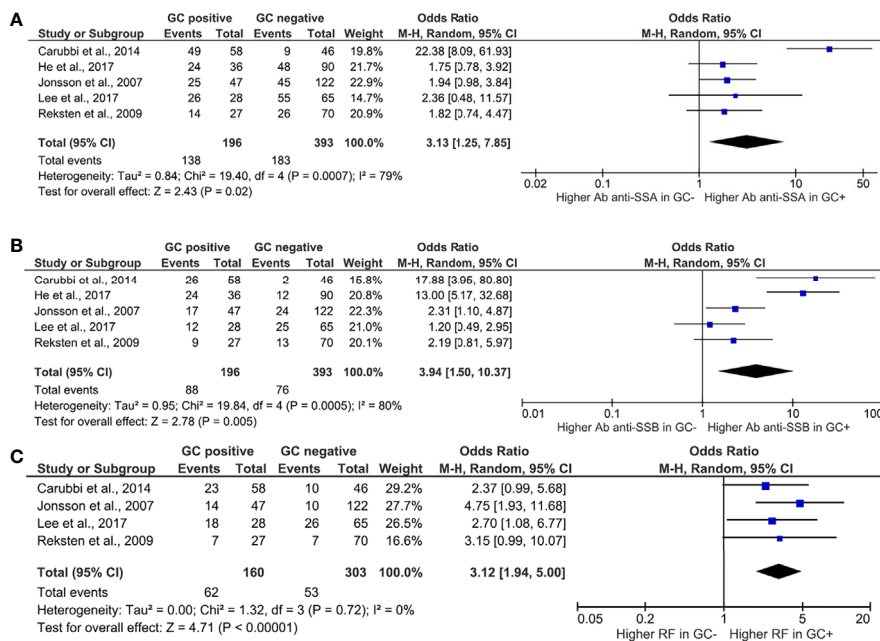 A
GC positive GC negative Odds Ratio Odds Ratio
Study or Subgroup Events Total Events Total Weight M-H, Random, 95% CI M-H, Random, 95% CI
Carubbi et al., 2014 49 58 9 46 19.8% 22.38 [8.09, 61.93]
He et al., 2017 24 36 48 90 21.7% 1.75 [0.78, 3.92]
Jonsson et al., 2007 25 47 45 122 22.9% 1.94 [0.98, 3.84]
Lee et al., 2017 26 28 55 65 14.7% 2.36 [0.48, 11.57]
Reksten et al., 2009 14 27 26 70 20.9% 1.82 [0.74, 4.47]
Total (95% CI) 196 393 100.0% 3.13 [1.25, 7.85]
Total events 138 183
Heterogeneity: Tau² = 0.84; Chi² = 19.40, df = 4 (P = 0.0007); I² = 79%
Test for overall effect: Z = 2.43 (P = 0.02)
0.02 0.1 1 10 50
Higher Ab anti-SSA in GC- Higher Ab anti-SSA in GC+
B
GC positive GC negative Odds Ratio Odds Ratio
Study or Subgroup Events Total Events Total Weight M-H, Random, 95% CI M-H, Random, 95% CI
Carubbi et al., 2014 26 58 2 46 15.8% 17.88 [3.95, 80.80]
He et al., 2017 24 36 12 90 20.8% 13.00 [5.17, 32.68]
Jonsson et al., 2007 17 47 24 122 22.3% 2.31 [1.10, 4.87]
Lee et al., 2017 12 28 25 65 21.0% 1.20 [0.49, 2.95]
Reksten et al., 2009 9 27 13 70 20.1% 2.19 [0.81, 5.97]
Total (95% CI) 196 393 100.0% 3.94 [1.50, 10.37]
Total events 88 76
Heterogeneity: Tau² = 0.95; Chi² = 19.84, df = 4 (P = 0.0005); I² = 80%
Test for overall effect: Z = 2.78 (P = 0.005)
0.01 0.1 1 10 100
Higher Ab anti-SSB in GC- Higher Ab anti-SSB in GC+
C
GC positive GC negative Odds Ratio Odds Ratio
Study or Subgroup Events Total Events Total Weight M-H, Random, 95% CI M-H, Random, 95% CI
Carubbi et al., 2014 23 58 10 46 29.2% 2.37 [0.99, 5.68]
Jonsson et al., 2007 14 47 10 122 27.7% 4.75 [1.93, 11.68]
Lee et al., 2017 18 28 26 65 26.5% 2.70 [1.08, 6.77]
Reksten et al., 2009 7 27 7 70 16.6% 3.15 [0.99, 10.07]
Total (95% CI) 160 303 100.0% 3.12 [1.94, 5.00]
Total events 62 53
Heterogeneity: Tau² = 0.00; Chi² = 1.32, df = 3 (P = 0.72); I² = 0%
Test for overall effect: Z = 4.71 (P < 0.00001)
0.05 0.2 1 5 20
Higher RF in GC- Higher RF in GC+